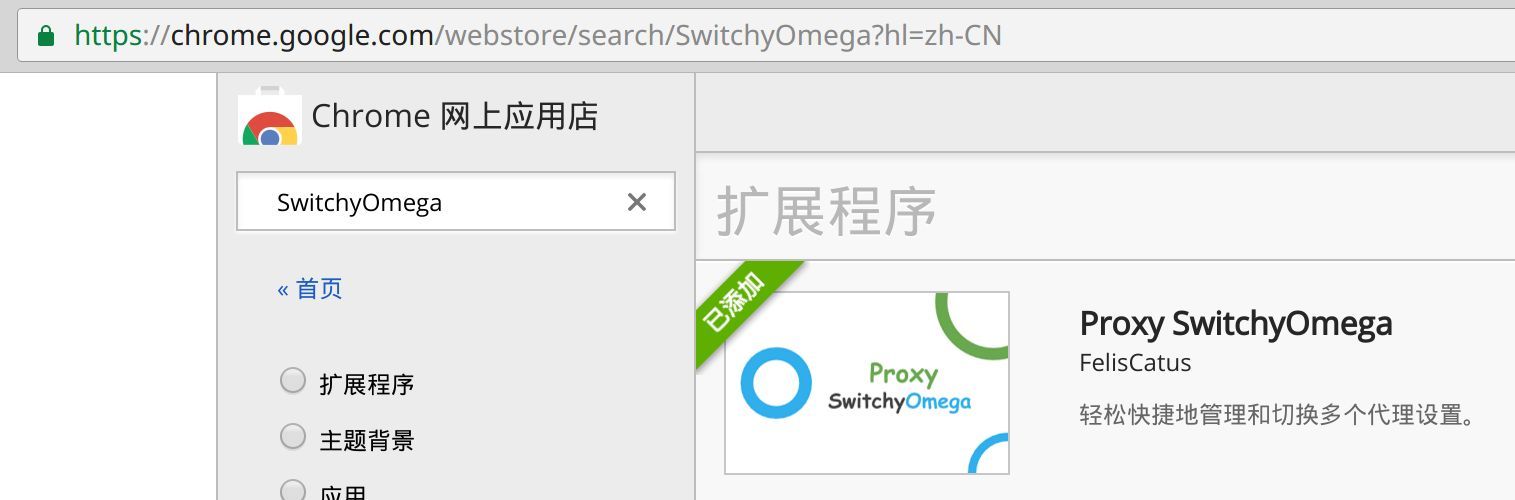 https://chrome.google.com/webstore/search/SwitchyOmega?hl=zh-CN
Chrome 网上应用店
SwitchyOmega
« 首页
扩展程序
主题背景
应用
扩展程序
已添加
Proxy
SwitchyOmega
Proxy SwitchyOmega
FelisCatus
轻松快捷地管理和切换多个代理设置。